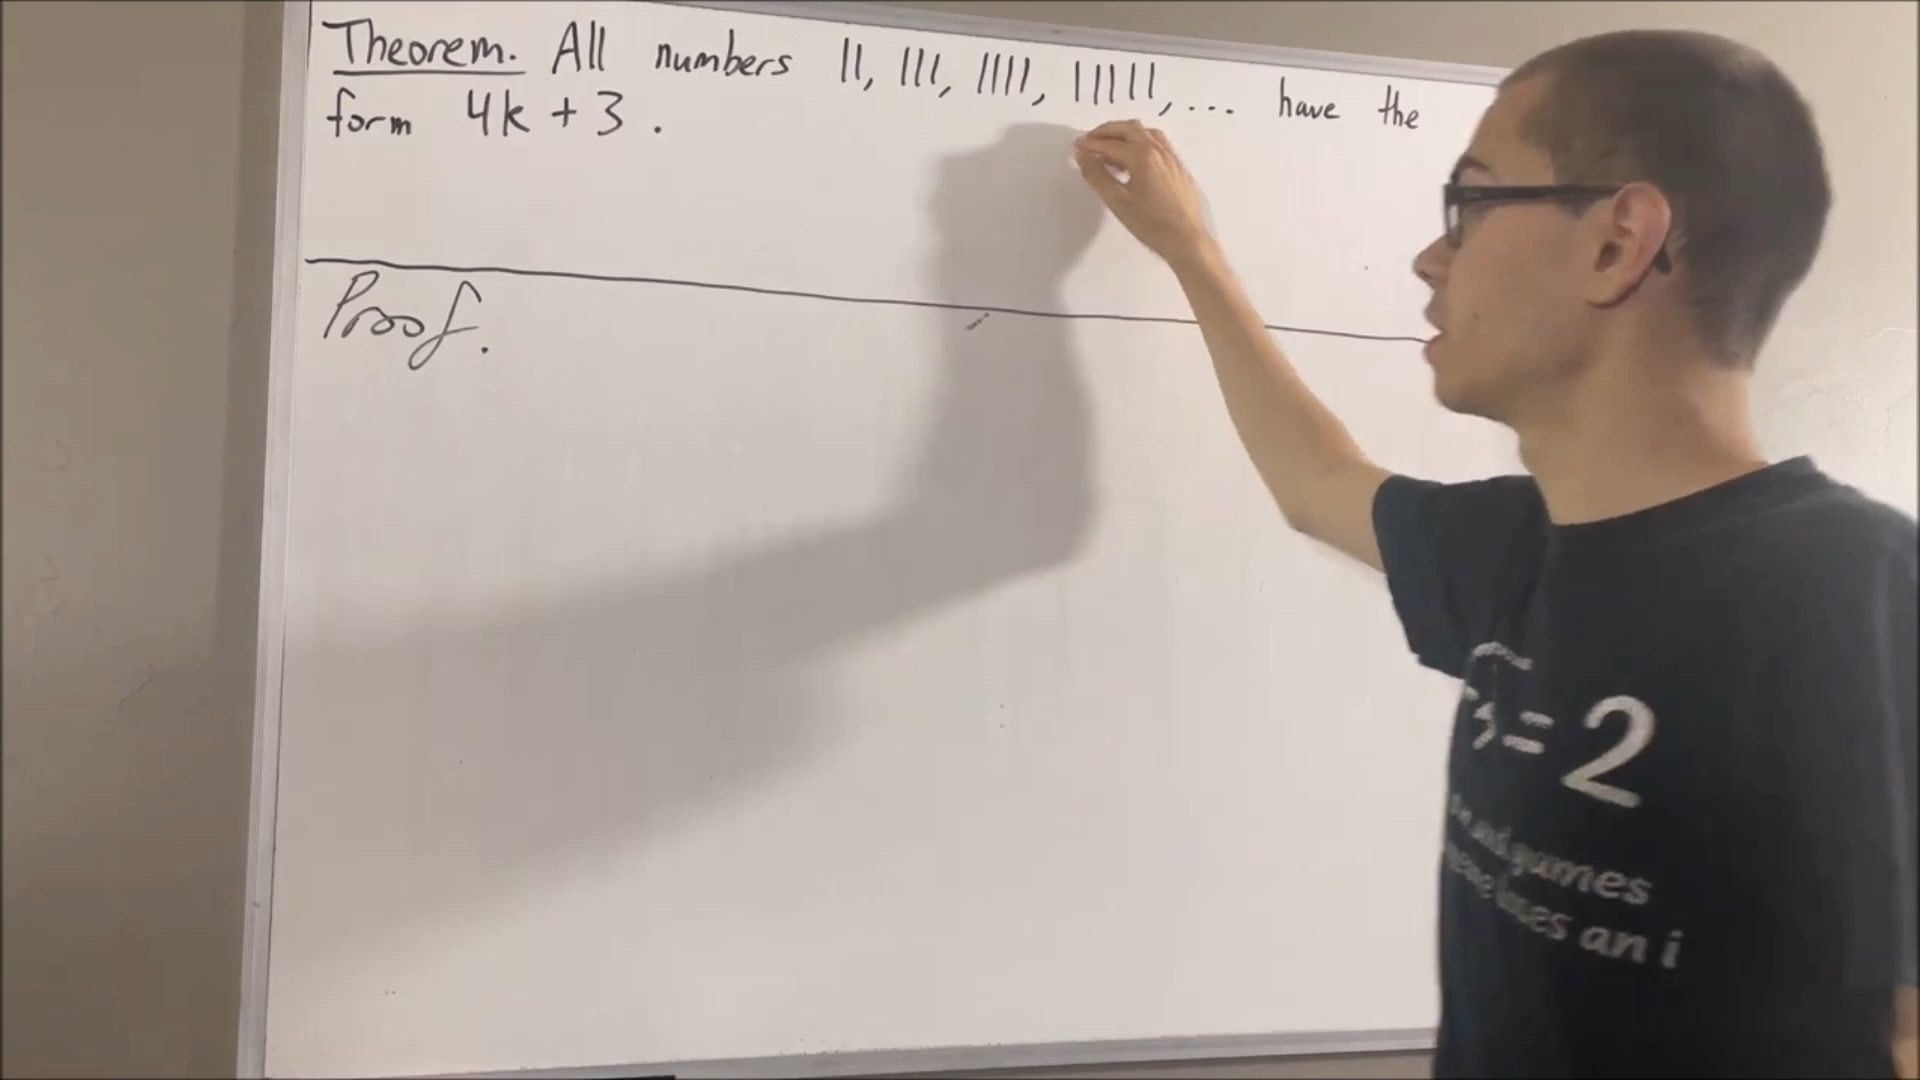 Theorem. All numbers 11, 111, 1111, 11111, ... have the
form 4k + 3 .
Proof.
= 2
games
an i